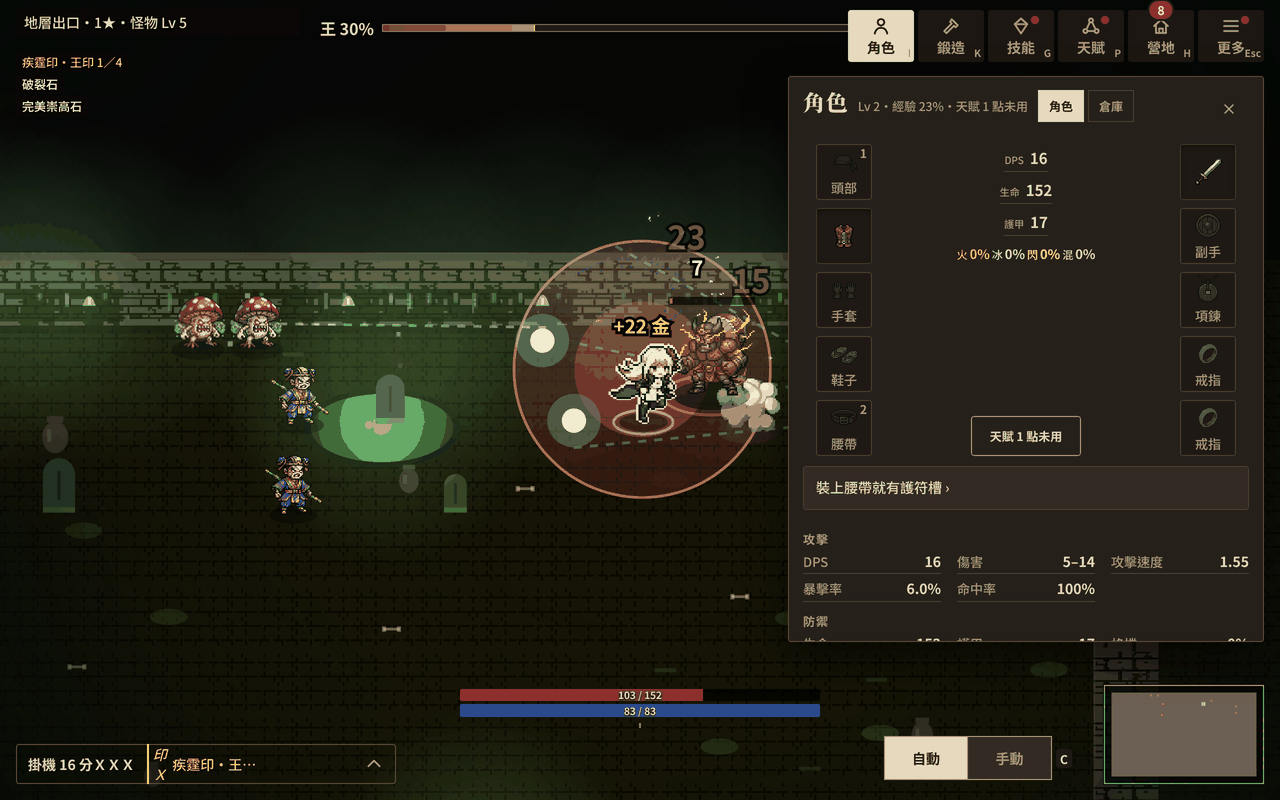 地層出口・1★・怪物 Lv 5
王 30%
疾霆印・王印 1／4
破裂石
完美崇高石
角色 I
鍛造 K
技能 G
天賦 P
8
營地 H
更多 Esc
角色 Lv 2・經驗 23%・天賦 1 點未用 角色 倉庫 ×
1
頭部
手套
鞋子
2
腰帶
DPS 16
生命 152
護甲 17
火0% 冰0% 閃0% 混0%
天賦 1 點未用
副手
項鍊
戒指
戒指
裝上腰帶就有護符槽 ›
攻擊
DPS 16 傷害 5–14 攻擊速度 1.55
暴擊率 6.0% 命中率 100%
防禦
23
7
15
+22 金
103 / 152
83 / 83
掛機 16 分 X X X
印
X
疾霆印・王…
自動 手動 C